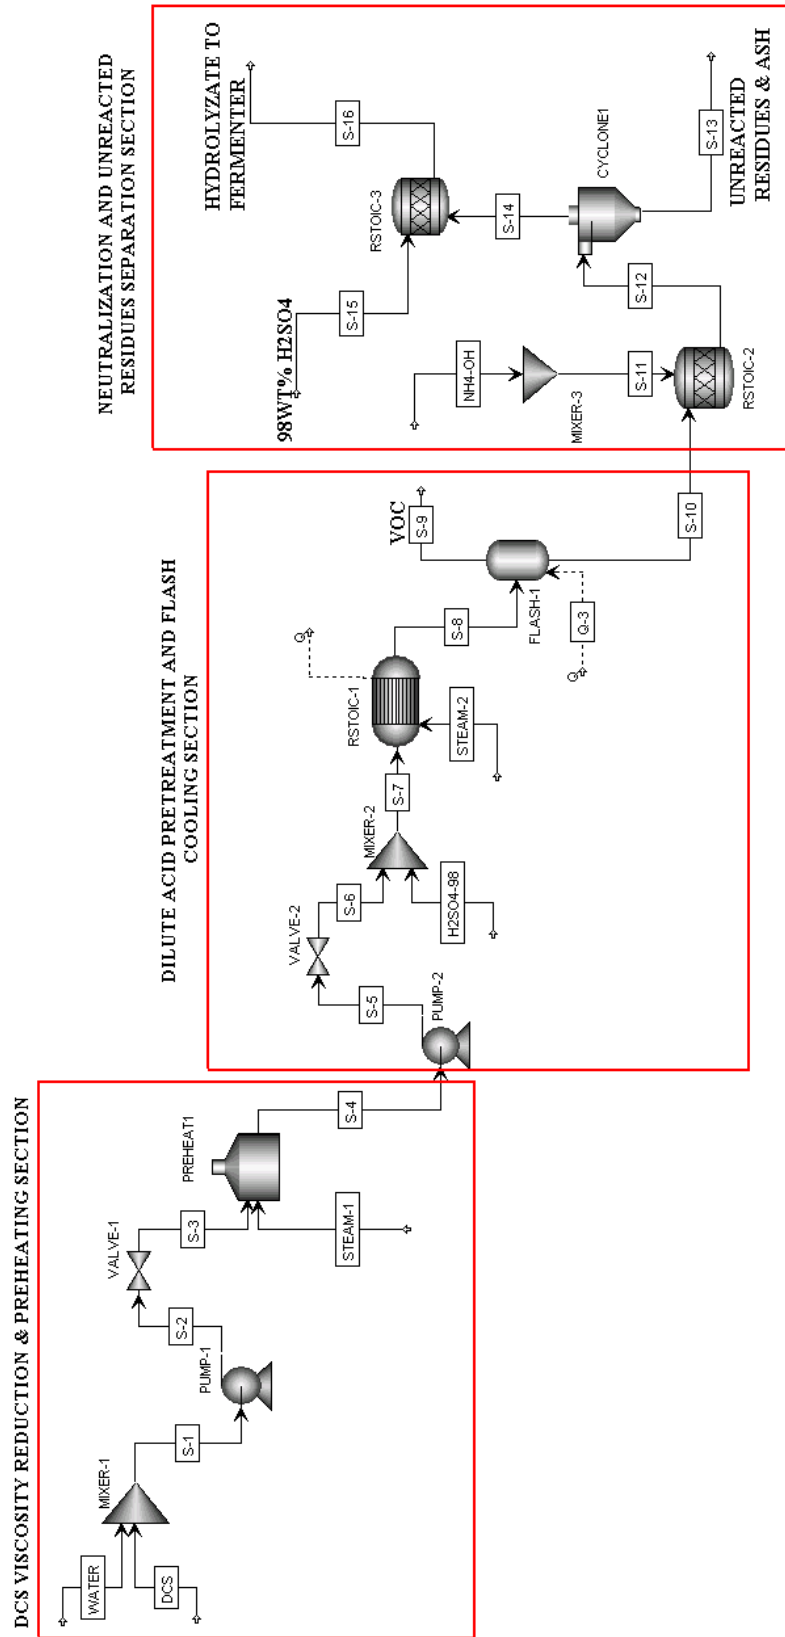 DCS VISCOSITY REDUCTION & PREHEATING SECTION
WATER
DCS
MIXER-1
S-1
PUMP-1
S-2
VALVE-1
S-3
STEAM-1
PREHEAT1
S-4
DILUTE ACID PRETREATMENT AND FLASH
COOLING SECTION
PUMP-2
S-5
VALVE-2
S-6
H2SO4-98
MIXER-2
S-7
STEAM-2
RSTOIC-1
Q
S-8
FLASH-1
Q-3
Q
VOC
S-9
S-10
NEUTRALIZATION AND UNREACTED
RESIDUES SEPARATION SECTION
98WT% H2SO4
S-15
NH4-OH
MIXER-3
S-11
RSTOIC-2
S-12
CYCLONE1
S-14
RSTOIC-3
S-16
HYDROLYZATE TO
FERMENTER
S-13
UNREACTED
RESIDUES & ASH